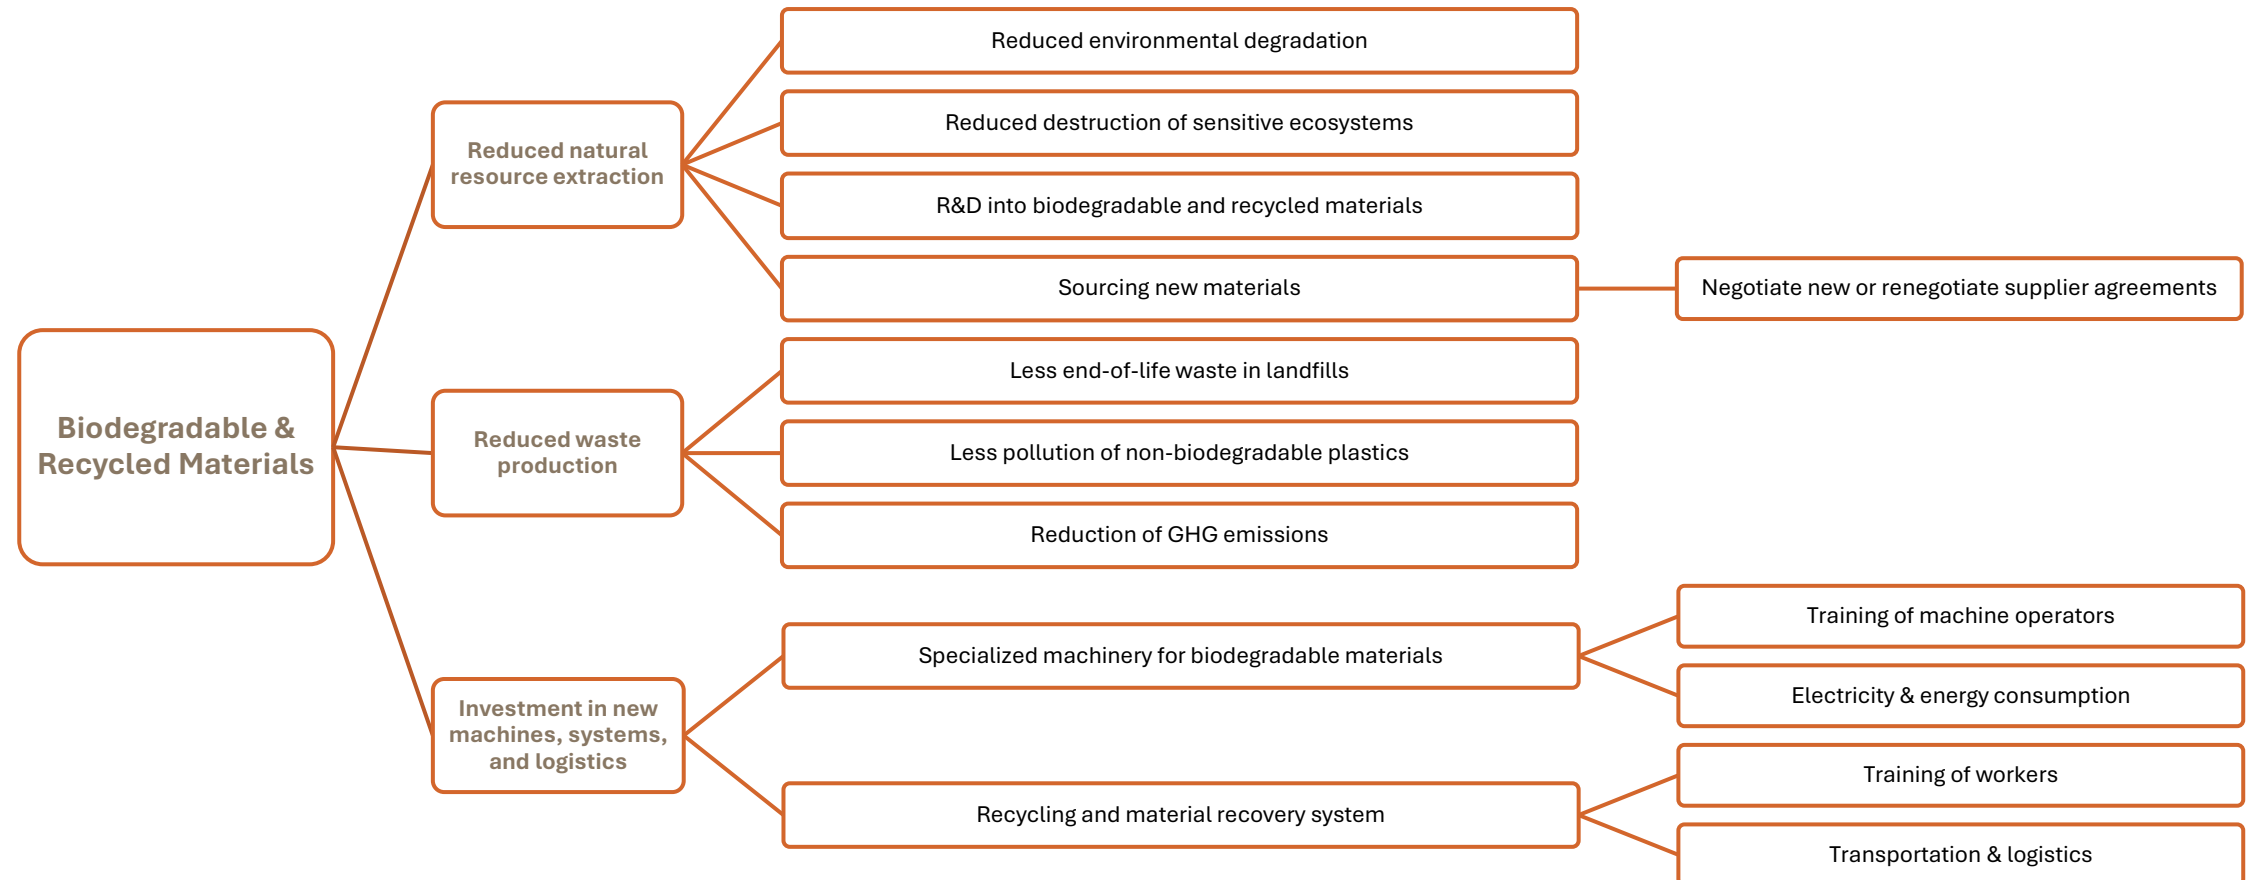 Biodegradable &
Recycled Materials
Reduced natural
resource extraction
Reduced environmental degradation
Reduced destruction of sensitive ecosystems
R&D into biodegradable and recycled materials
Sourcing new materials
Negotiate new or renegotiate supplier agreements
Reduced waste
production
Less end-of-life waste in landfills
Less pollution of non-biodegradable plastics
Reduction of GHG emissions
Investment in new
machines, systems,
and logistics
Specialized machinery for biodegradable materials
Training of machine operators
Electricity & energy consumption
Recycling and material recovery system
Training of workers
Transportation & logistics